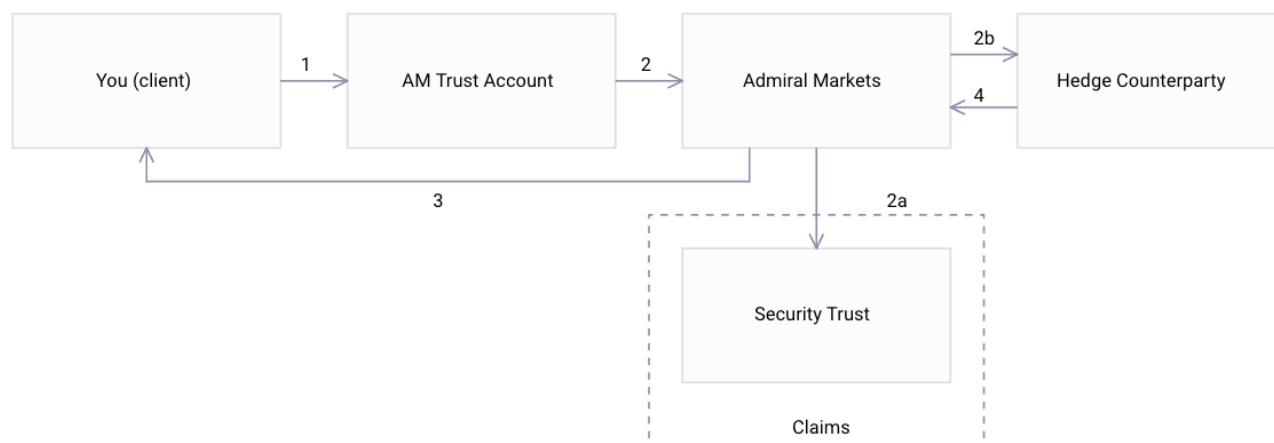 You (client)
1
AM Trust Account
2
Admiral Markets
2b
4
Hedge Counterparty
3
2a
Security Trust
Claims